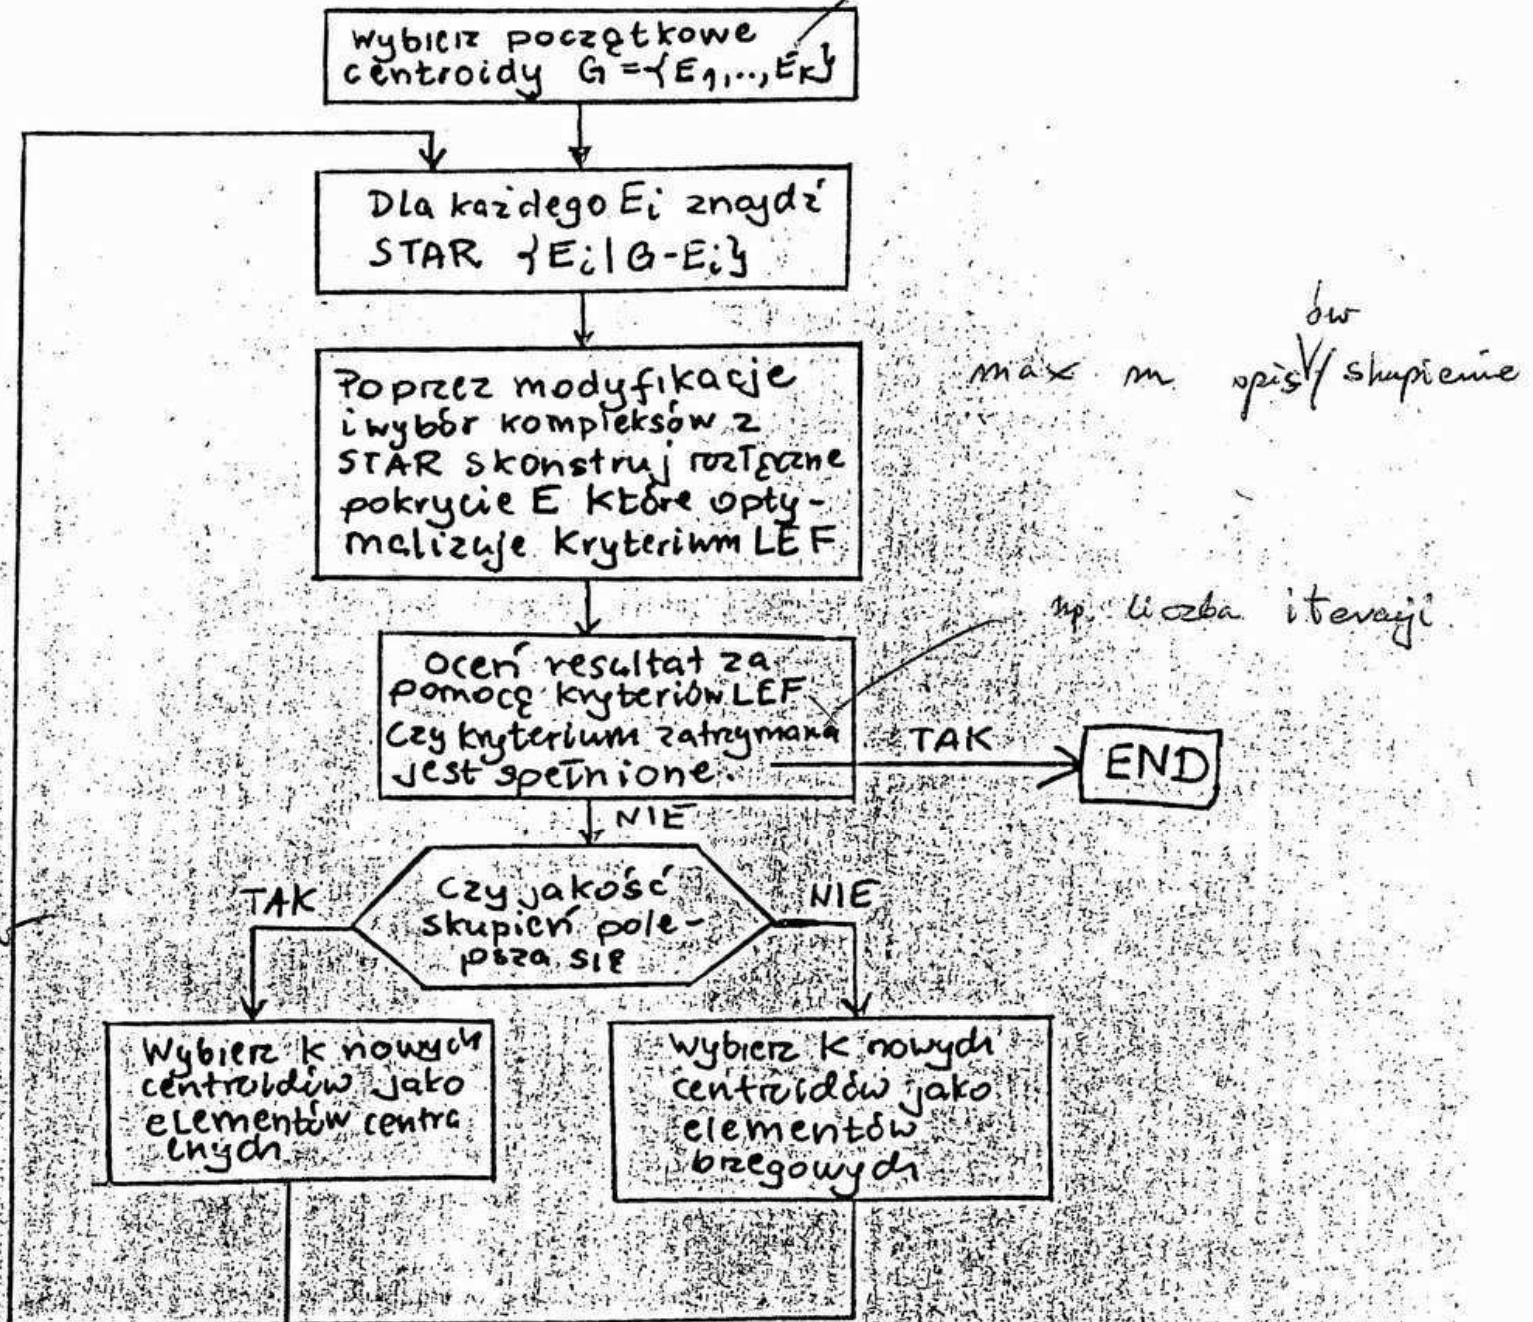 Wybierz początkowe
centroidy G = {E1,..,Ek}
Dla każdego Ei znajdź
STAR {Ei | G-Ei}
Poprzez modyfikacje
i wybór kompleksów z
STAR skonstruj rozłączne
pokrycie E które opty-
malizuje kryterium LEF
max m opisów / skupienie
Oceń resultat za
pomocą kryteriów LEF
Czy kryterium zatrzymania
jest spełnione.
np. liczba iteracji
TAK
END
NIE
Czy jakość
skupień pole-
psza się
TAK
NIE
Wybierz k nowych
centroidów jako
elementów centra
lnych
Wybierz k nowych
centroidów jako
elementów
brzegowych